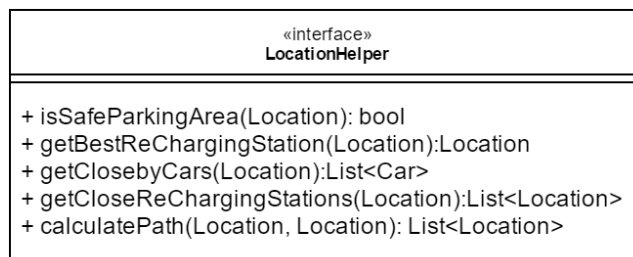 «interface»
LocationHelper
+ isSafeParkingArea(Location): bool
+ getBestReChargingStation(Location):Location
+ getClosebyCars(Location):List<Car>
+ getCloseReChargingStations(Location):List<Location>
+ calculatePath(Location, Location): List<Location>